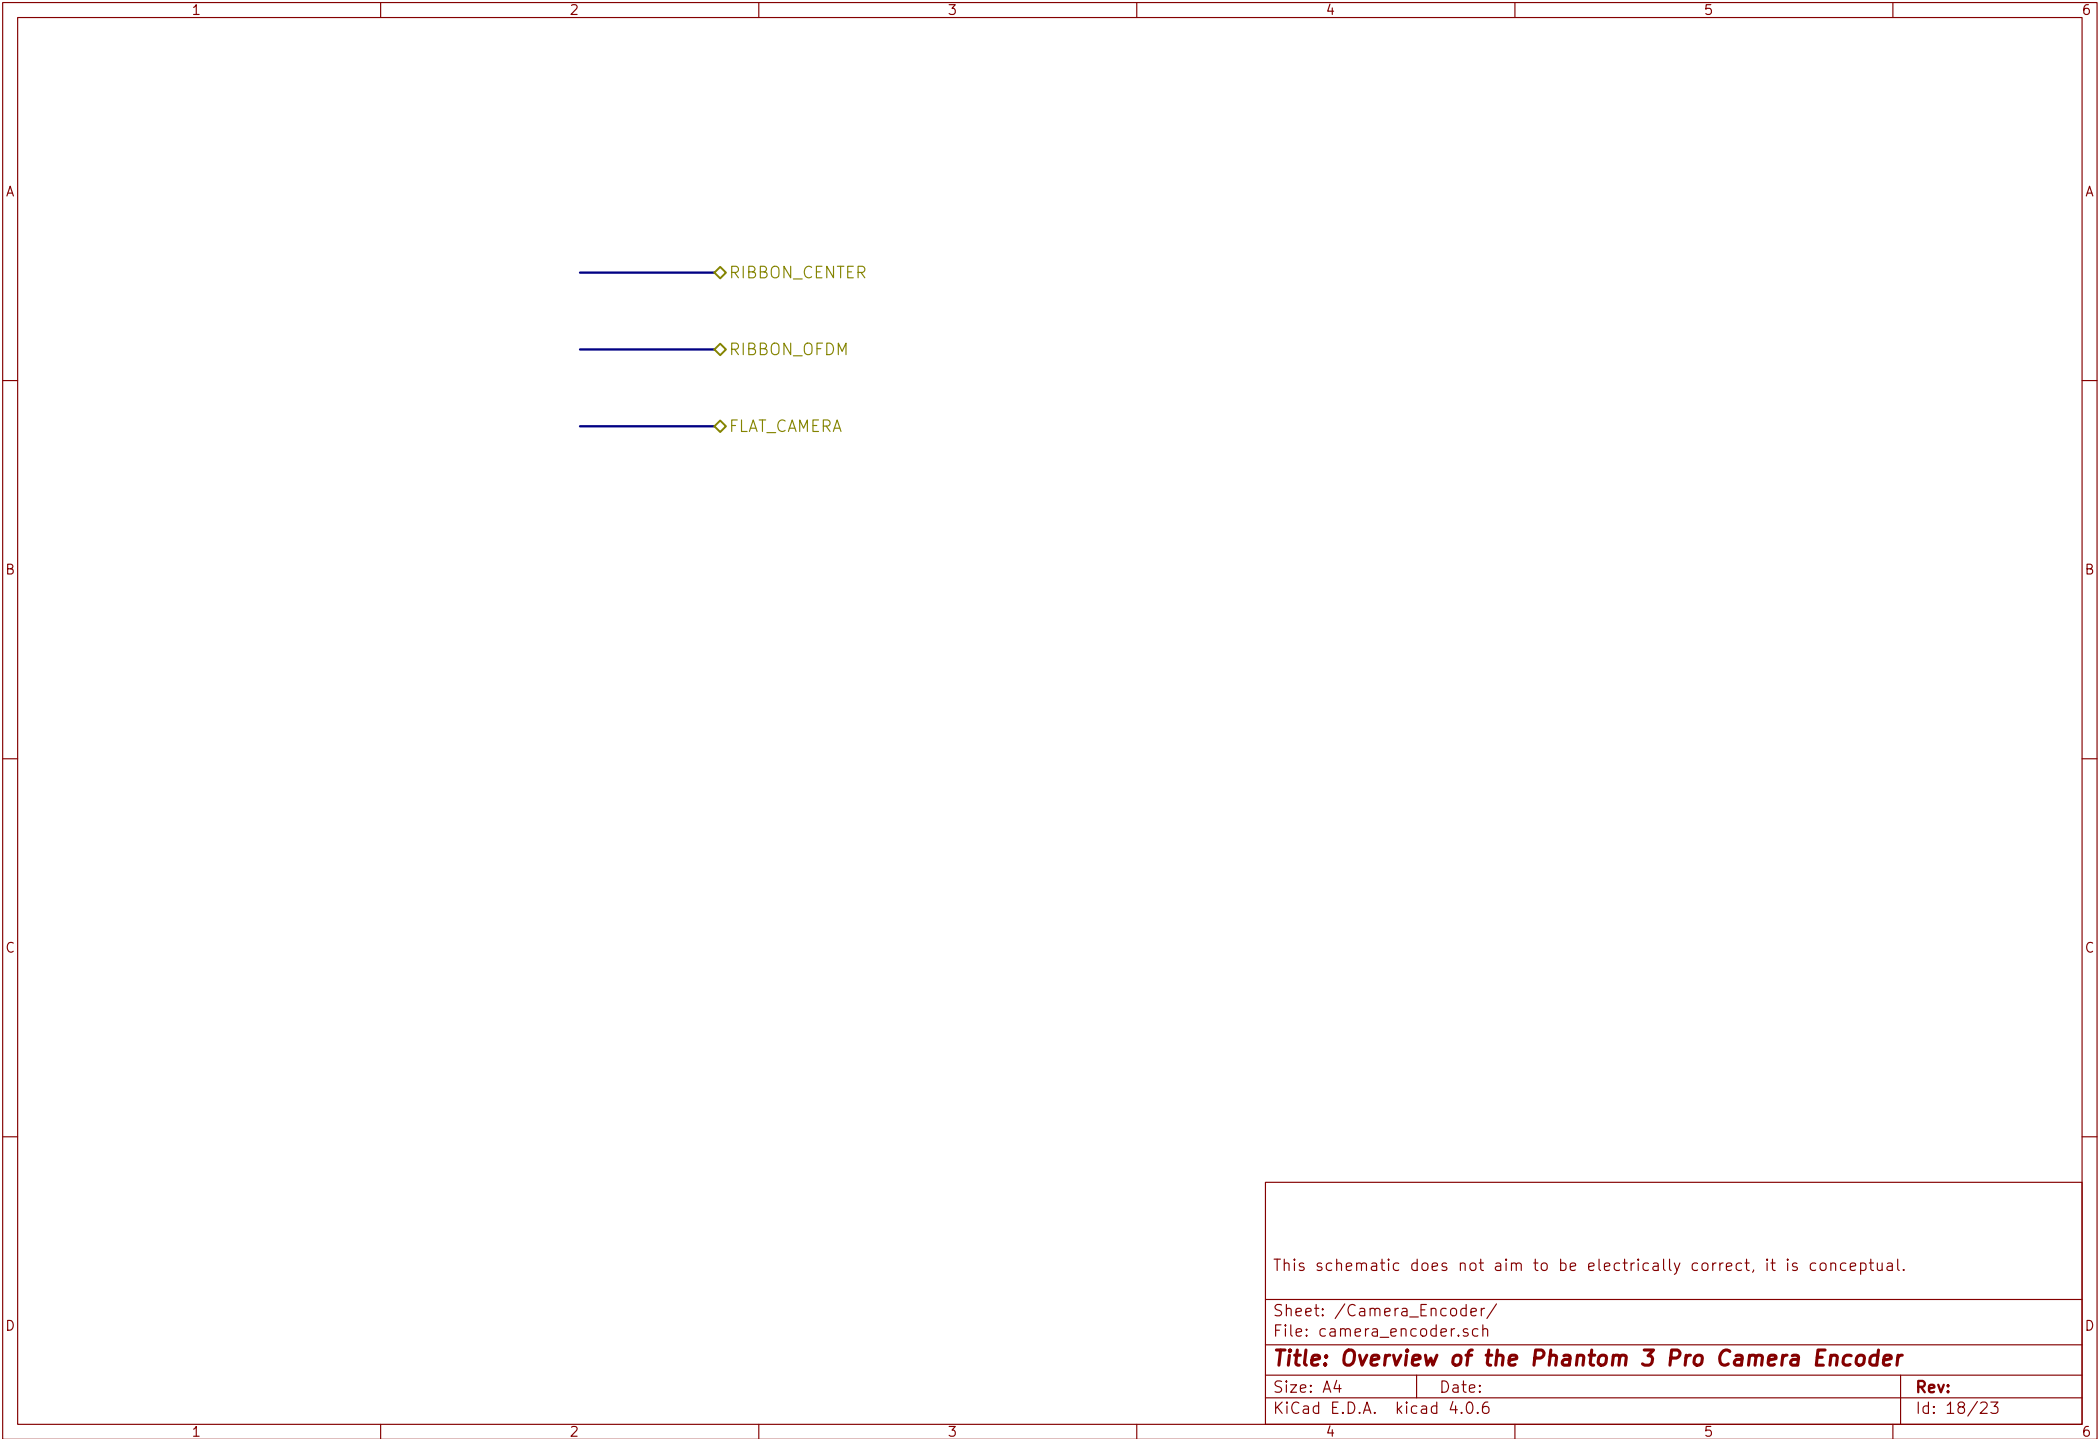 1 2 3 4 5 6
A A
RIBBON_CENTER
RIBBON_OFDM
FLAT_CAMERA
B B
C C
This schematic does not aim to be electrically correct, it is conceptual.
Sheet: /Camera_Encoder/
File: camera_encoder.sch
D D
Title: Overview of the Phantom 3 Pro Camera Encoder
Size: A4 Date: Rev:
KiCad E.D.A. kicad 4.0.6 Id: 18/23
1 2 3 4 5 6